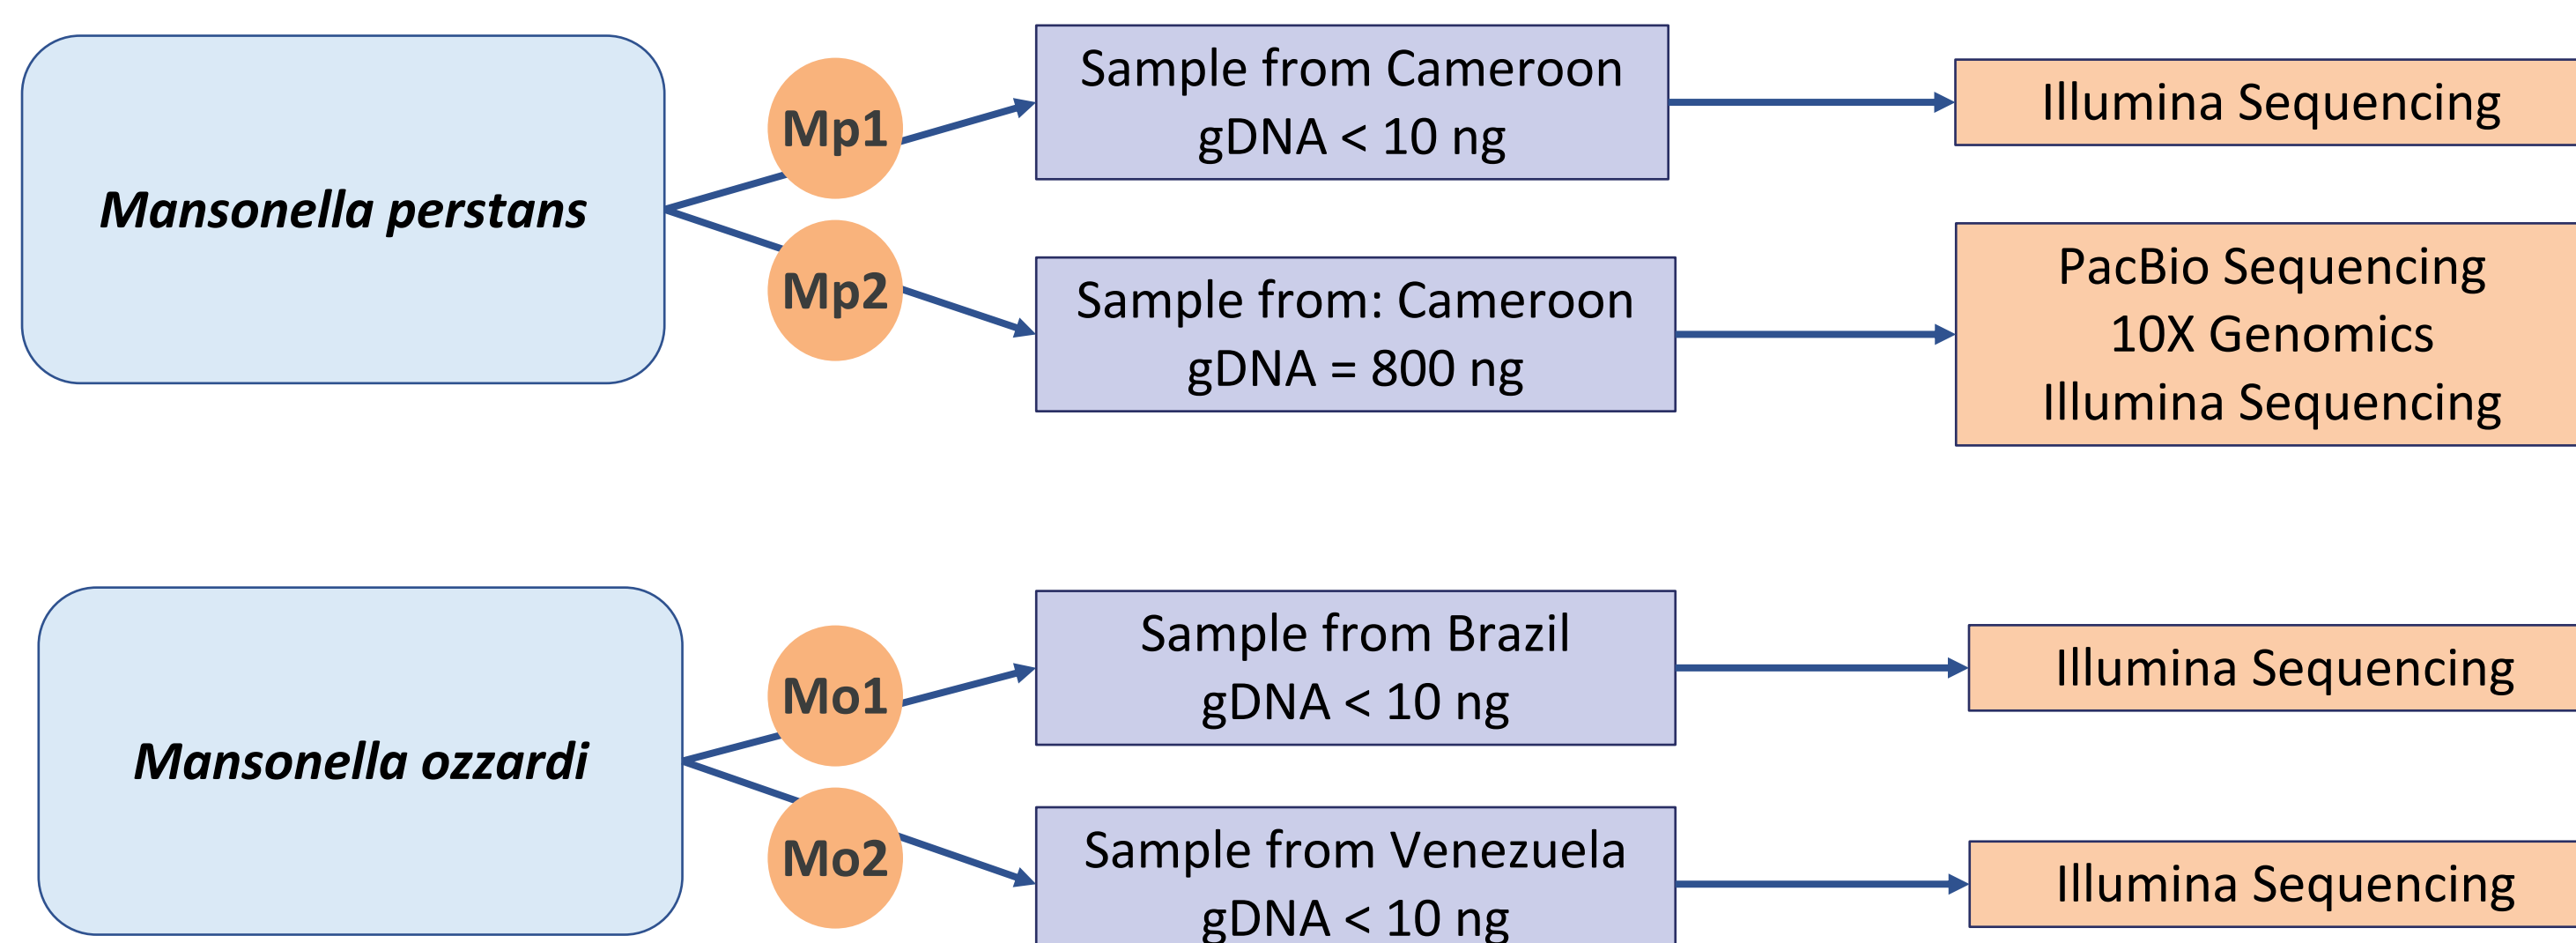 Mansonella perstans
Mp1
Sample from Cameroon
gDNA < 10 ng
Illumina Sequencing
Mp2
Sample from: Cameroon
gDNA = 800 ng
PacBio Sequencing
10X Genomics
Illumina Sequencing
Mansonella ozzardi
Mo1
Sample from Brazil
gDNA < 10 ng
Illumina Sequencing
Mo2
Sample from Venezuela
gDNA < 10 ng
Illumina Sequencing